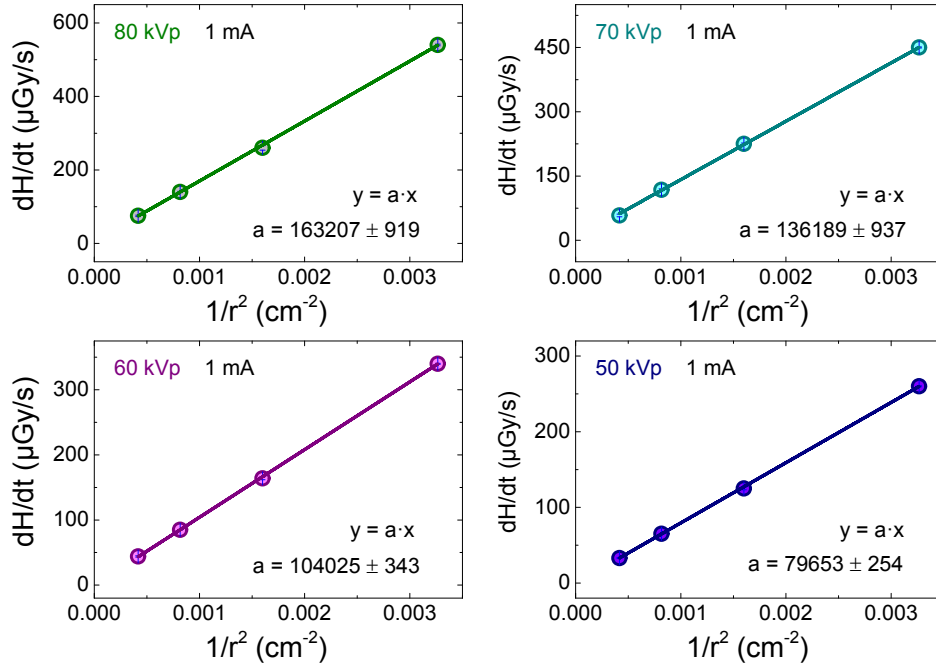 80 kVp 1 mA
dH/dt (µGy/s)
600
400
200
0
y = a·x
a = 163207 ± 919
0.000 0.001 0.002 0.003
1/r² (cm⁻²)
70 kVp 1 mA
dH/dt (µGy/s)
450
300
150
0
y = a·x
a = 136189 ± 937
0.000 0.001 0.002 0.003
1/r² (cm⁻²)
60 kVp 1 mA
dH/dt (µGy/s)
300
200
100
0
y = a·x
a = 104025 ± 343
0.000 0.001 0.002 0.003
1/r² (cm⁻²)
50 kVp 1 mA
dH/dt (µGy/s)
300
200
100
0
y = a·x
a = 79653 ± 254
0.000 0.001 0.002 0.003
1/r² (cm⁻²)